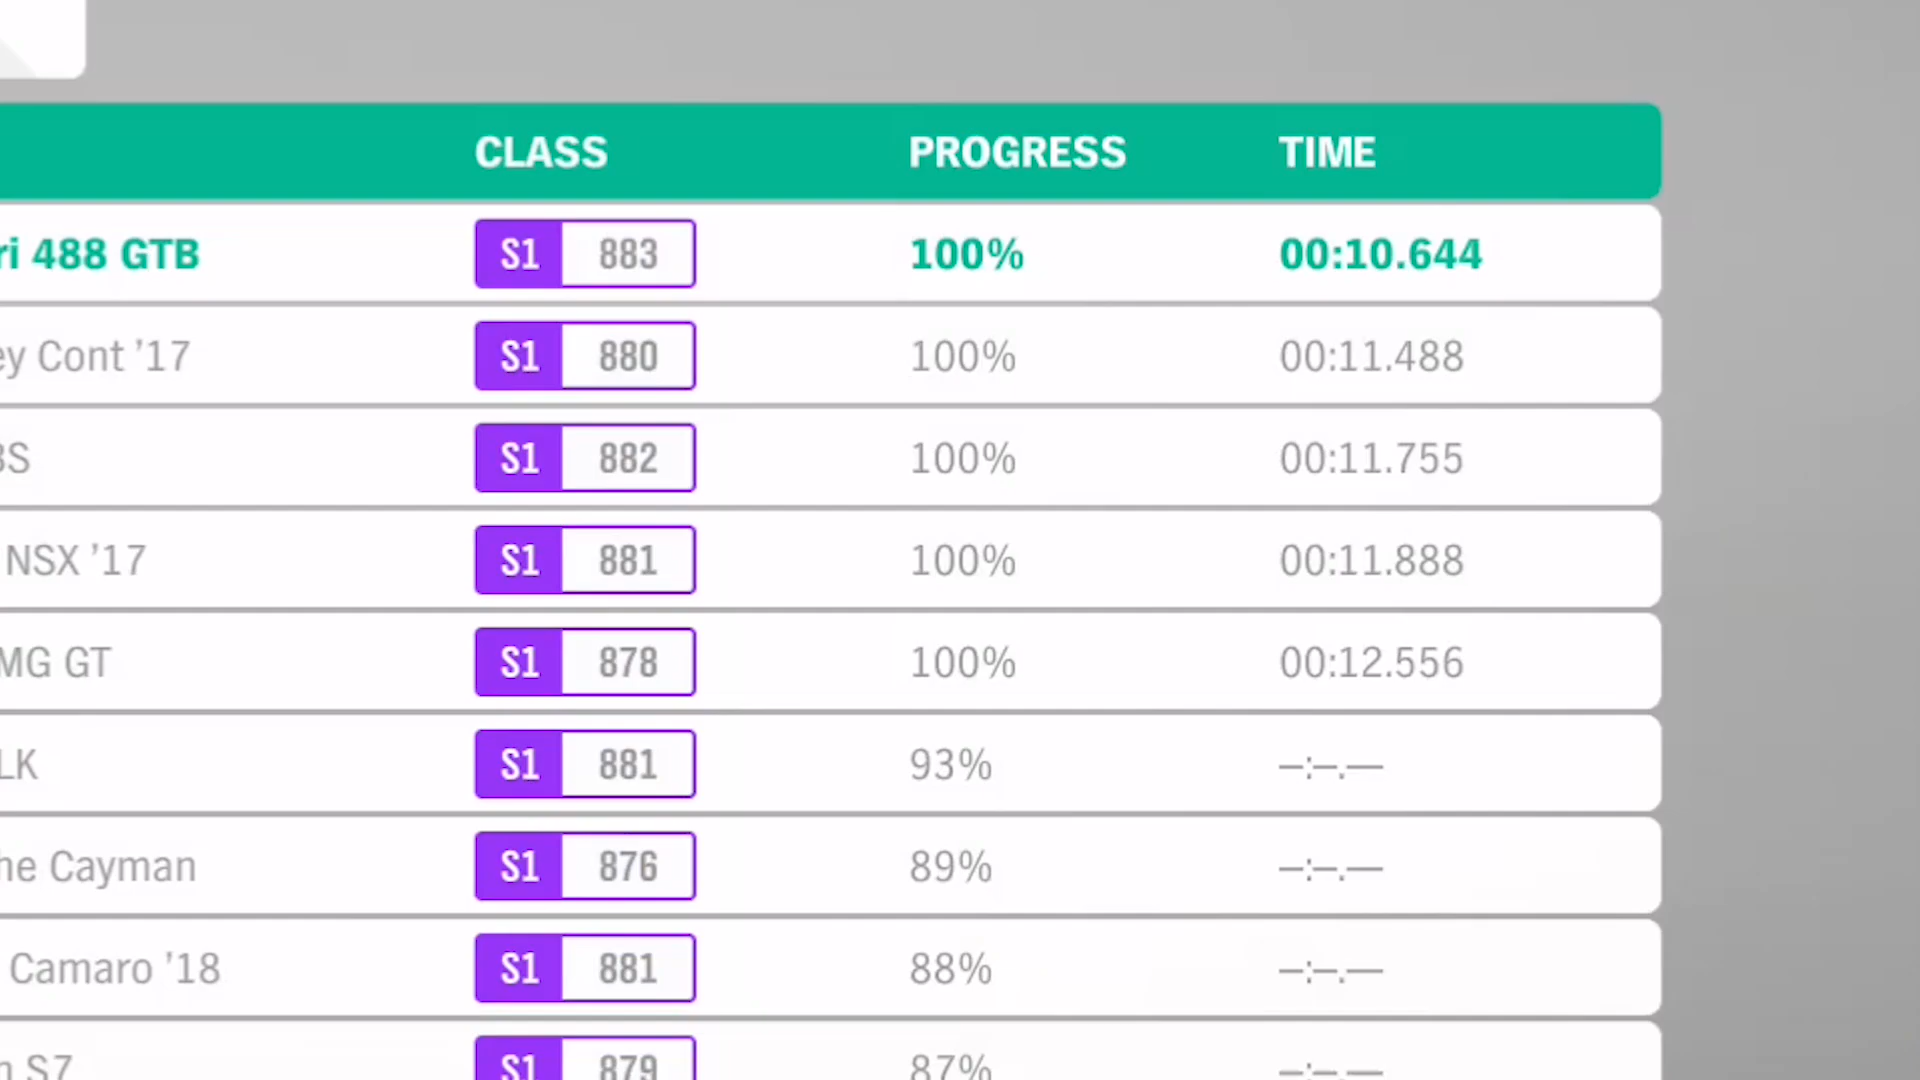 CLASS PROGRESS TIME
ri 488 GTB S1 883 100% 00:10.644
ey Cont ’17 S1 880 100% 00:11.488
BS S1 882 100% 00:11.755
NSX ’17 S1 881 100% 00:11.888
MG GT S1 878 100% 00:12.556
LK S1 881 93% –:–.––
he Cayman S1 876 89% –:–.––
Camaro ’18 S1 881 88% –:–.––
n S7 S1 879 87% –:–.––